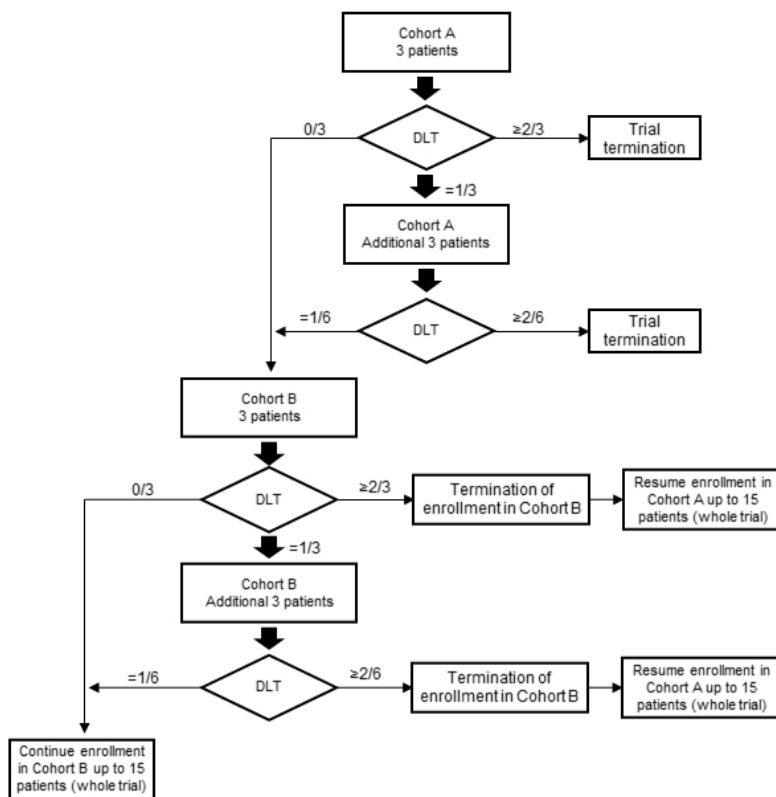 Cohort A
3 patients
0/3
DLT
≥2/3
Trial
termination
=1/3
Cohort A
Additional 3 patients
=1/6
DLT
≥2/6
Trial
termination
Cohort B
3 patients
0/3
DLT
≥2/3
Termination of
enrollment in Cohort B
Resume enrollment in
Cohort A up to 15
patients (whole trial)
=1/3
Cohort B
Additional 3 patients
=1/6
DLT
≥2/6
Termination of
enrollment in Cohort B
Resume enrollment in
Cohort A up to 15
patients (whole trial)
Continue enrollment
in Cohort B up to 15
patients (whole trial)